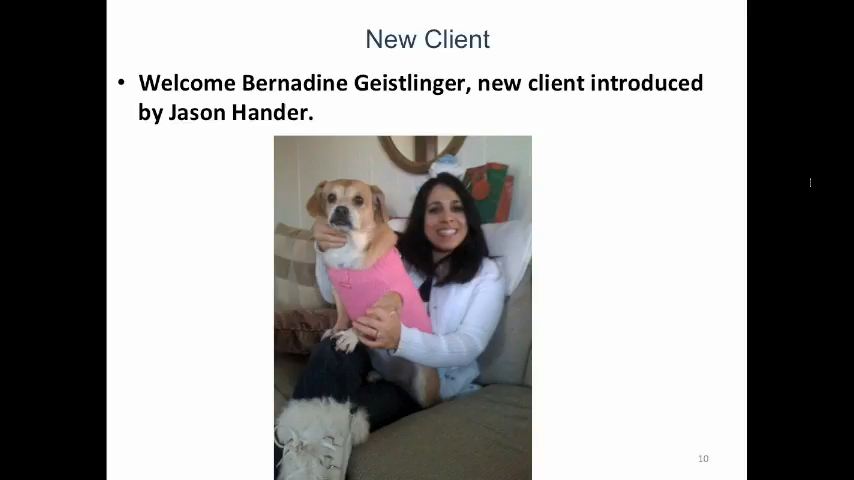 New Client
• Welcome Bernadine Geistlinger, new client introduced
by Jason Hander.
10